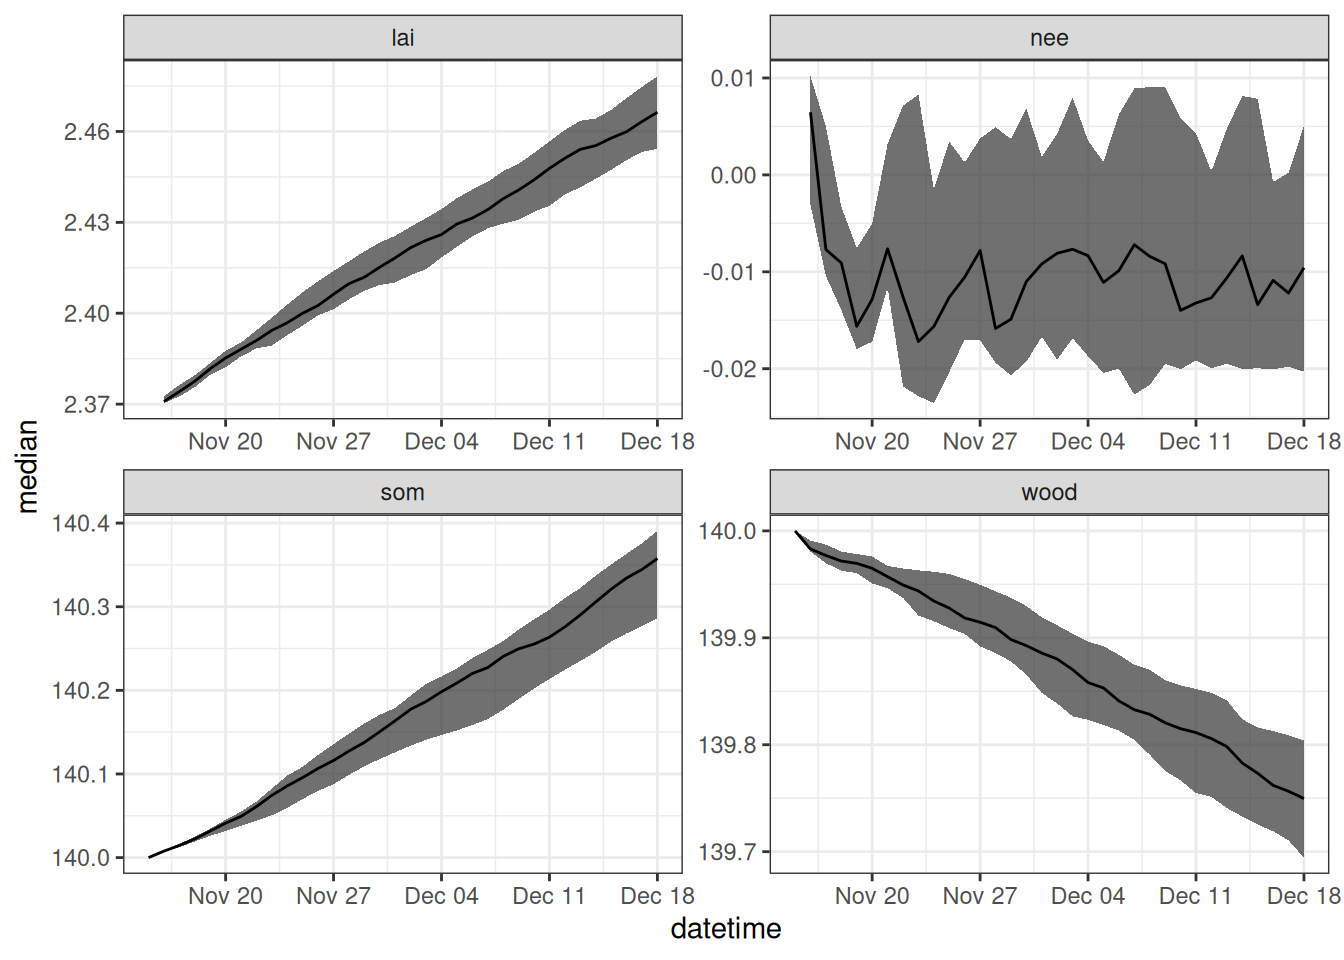 lai
nee
2.46
2.43
2.40
2.37
0.01
0.00
-0.01
-0.02
Nov 20 Nov 27 Dec 04 Dec 11 Dec 18
Nov 20 Nov 27 Dec 04 Dec 11 Dec 18
median
som
wood
140.4
140.3
140.2
140.1
140.0
140.0
139.9
139.8
139.7
Nov 20 Nov 27 Dec 04 Dec 11 Dec 18
Nov 20 Nov 27 Dec 04 Dec 11 Dec 18
datetime